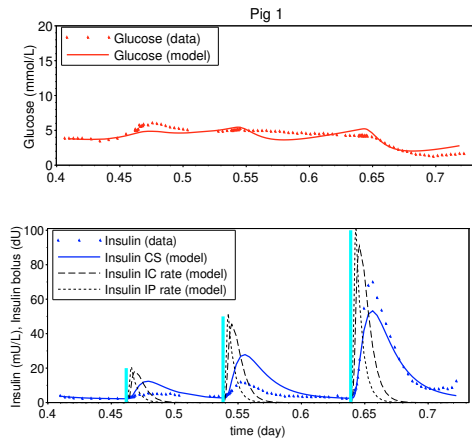 Pig 1
Glucose (mmol/L)
20
15
10
5
0
Glucose (data)
Glucose (model)
0.4 0.45 0.5 0.55 0.6 0.65 0.7
Insulin (mU/L), Insulin bolus (dU)
100
80
60
40
20
0
Insulin (data)
Insulin CS (model)
Insulin IC rate (model)
Insulin IP rate (model)
0.4 0.45 0.5 0.55 0.6 0.65 0.7
time (day)